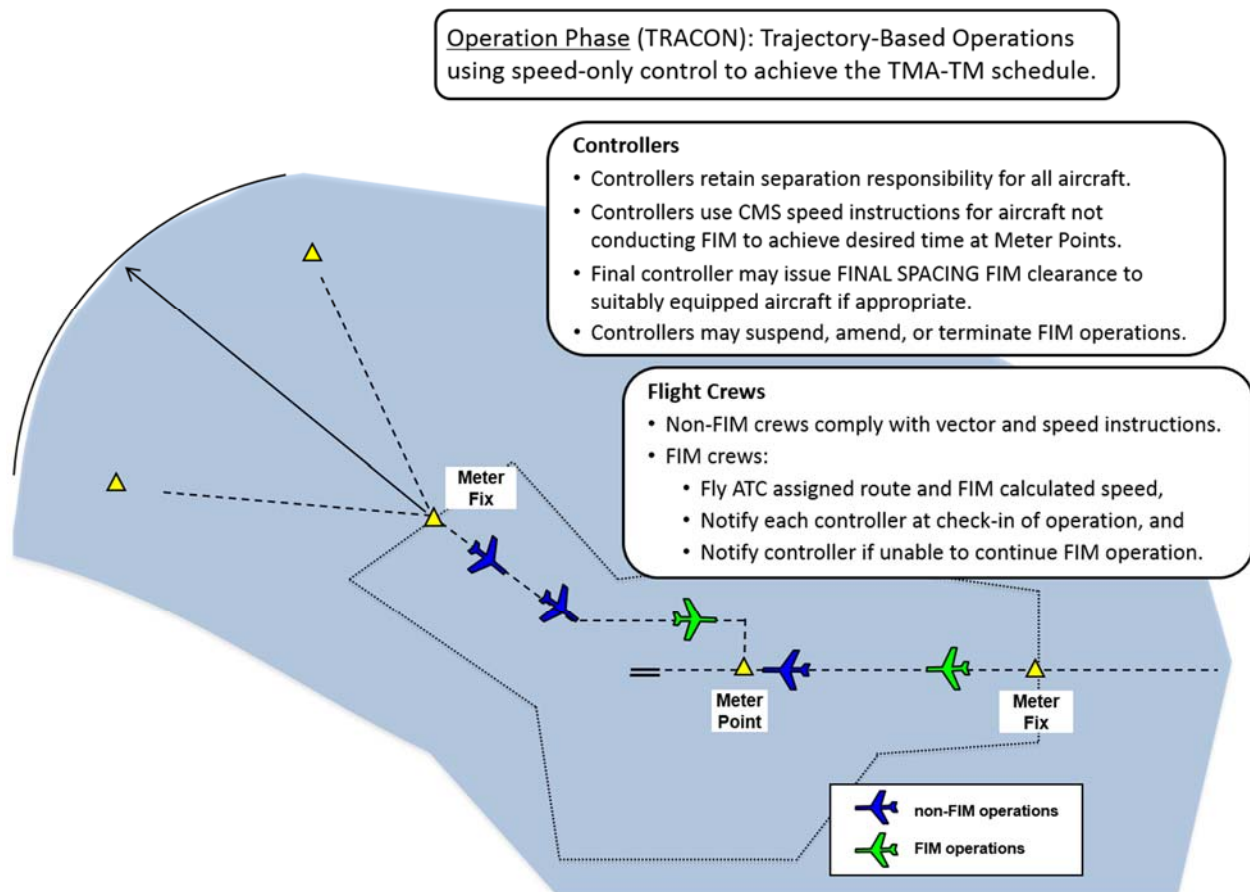 Operation Phase (TRACON): Trajectory-Based Operations
using speed-only control to achieve the TMA-TM schedule.
Controllers
• Controllers retain separation responsibility for all aircraft.
• Controllers use CMS speed instructions for aircraft not
conducting FIM to achieve desired time at Meter Points.
• Final controller may issue FINAL SPACING FIM clearance to
suitably equipped aircraft if appropriate.
• Controllers may suspend, amend, or terminate FIM operations.
Flight Crews
• Non-FIM crews comply with vector and speed instructions.
• FIM crews:
• Fly ATC assigned route and FIM calculated speed,
• Notify each controller at check-in of operation, and
• Notify controller if unable to continue FIM operation.
Meter
Fix
Meter
Point
Meter
Fix
non-FIM operations
FIM operations